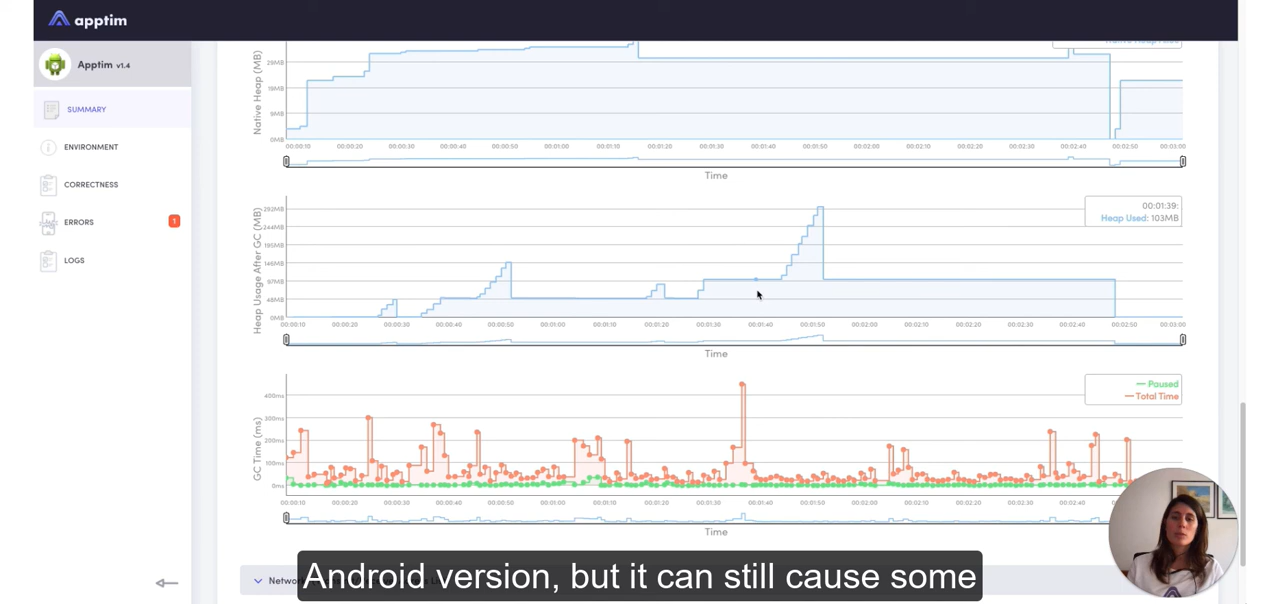 apptim
Apptim v1.4
SUMMARY
ENVIRONMENT
CORRECTNESS
ERRORS
1
LOGS
Native Heap (MB)
29MB
19MB
9MB
0MB
00:00:10 00:00:20 00:00:30 00:00:40 00:00:50 00:01:00 00:01:10 00:01:20 00:01:30 00:01:40 00:01:50 00:02:00 00:02:10 00:02:20 00:02:30 00:02:40 00:02:50 00:03:00
Time
Heap Usage After GC (MB)
292MB
244MB
195MB
146MB
97MB
49MB
0MB
00:01:39:
Heap Used: 103MB
00:00:10 00:00:20 00:00:30 00:00:40 00:00:50 00:01:00 00:01:10 00:01:20 00:01:30 00:01:40 00:01:50 00:02:00 00:02:10 00:02:20 00:02:30 00:02:40 00:02:50 00:03:00
Time
GC Time (ms)
400ms
300ms
200ms
100ms
0ms
Paused
Total Time
00:00:10 00:00:20 00:00:30 00:00:40 00:00:50 00:01:00 00:01:10 00:01:20 00:01:30 00:01:40 00:01:50 00:02:00 00:02:10 00:02:20 00:02:30 00:02:40
Time
Android version, but it can still cause some